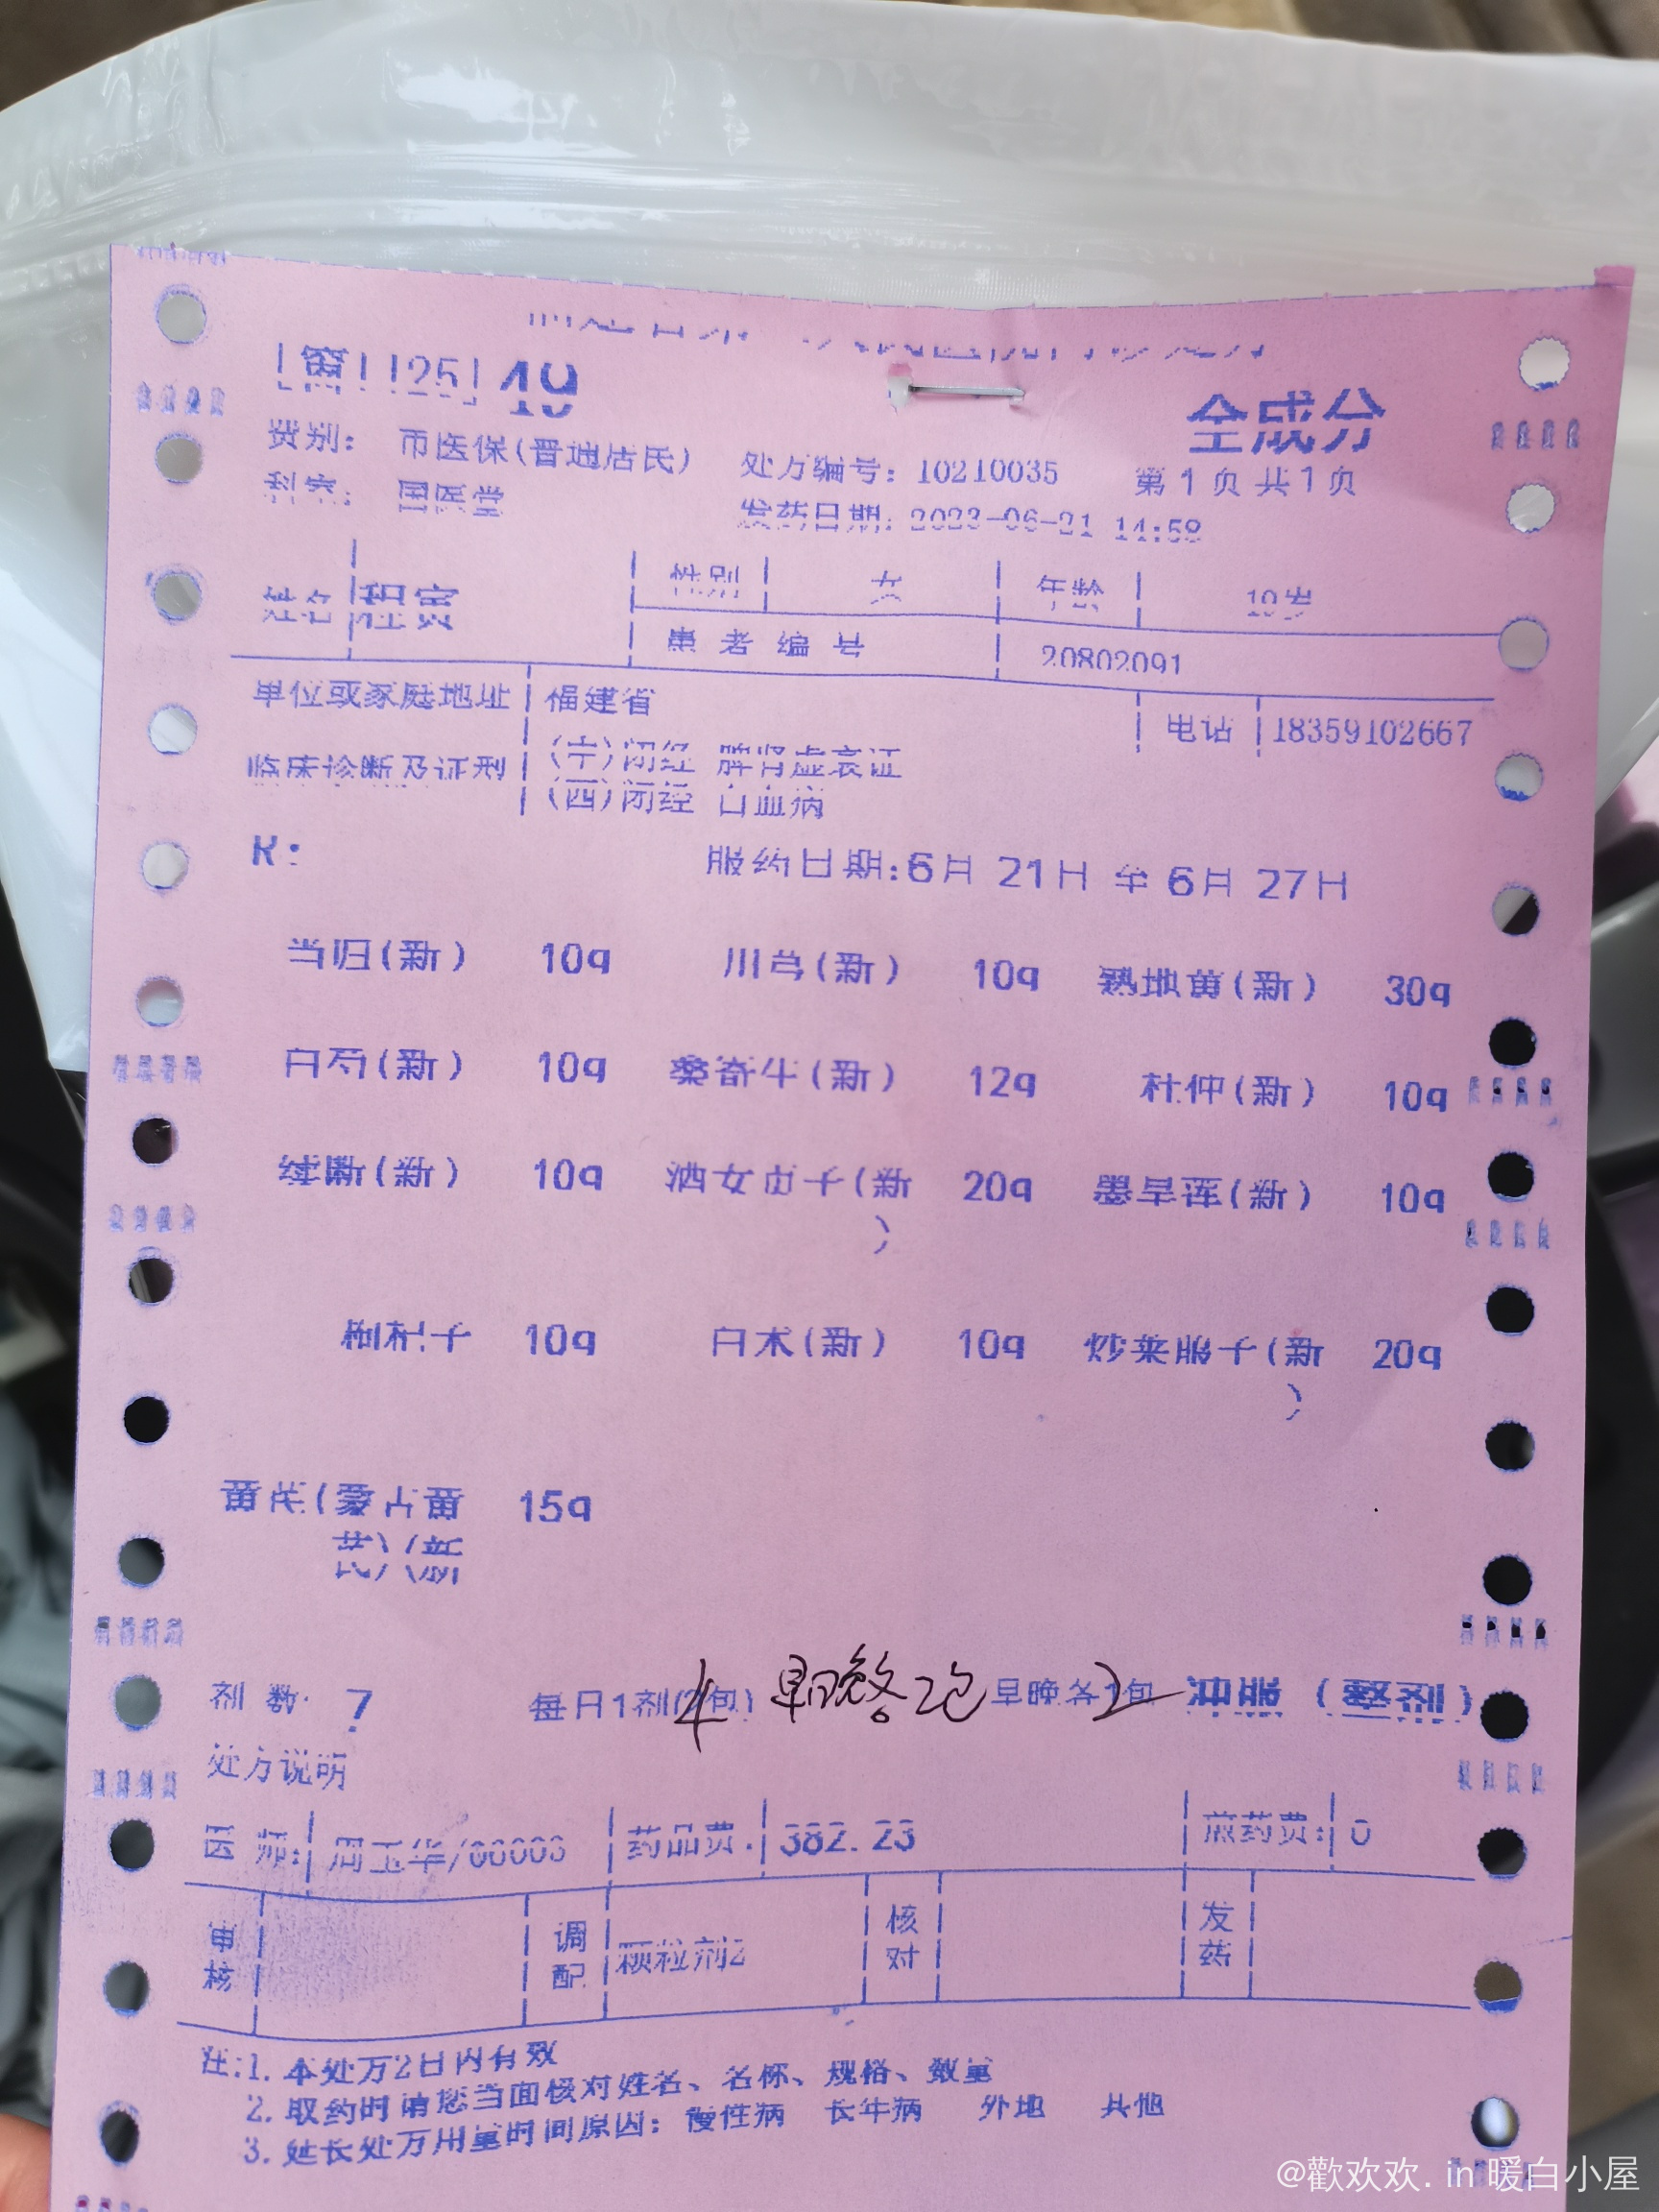 全成分
费别: 市医保(普通居民) 处方编号: 10210035 第1页共1页
科室: 国医堂 发药日期: 2023-06-21 14:58
姓名 性别 女 年龄
患者编号 20802091
单位或家庭地址 福建省 电话 18359102667
临床诊断及证型 (中)闭经 脾肾虚衰证
(西)闭经 白血病
R: 服药日期:6月 21日 至 6月 27日
当归(新) 10g 川芎(新) 10g 熟地黄(新) 30g
白芍(新) 10g 桑寄生(新) 12g 杜仲(新) 10g
续断(新) 10g 酒女贞子(新 20g 墨旱莲(新) 10g
)
枸杞子 10g 白术(新) 10g 炒莱菔子(新 20g
)
黄芪(蒙古黄 15g
芪)(新
剂数: 7 每日1剂(4包) 早晚各2包 早晚各2包 冲服 (整剂)
处方说明
医师: 周玉华 药品费: 382.23 煎药费: 0
审核 调配 颗粒剂2 核对 发药
注:1. 本处方2日内有效
2. 取药时请您当面核对姓名、名称、规格、数量
3. 延长处方用量时间原因: 慢性病 长年病 外地 其他
@歡欢欢. in 暖白小屋